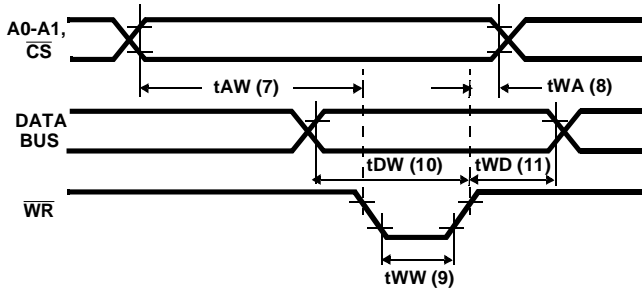 A0-A1,
CS
tAW (7)
tWA (8)
DATA
BUS
tDW (10)
tWD (11)
WR
tWW (9)